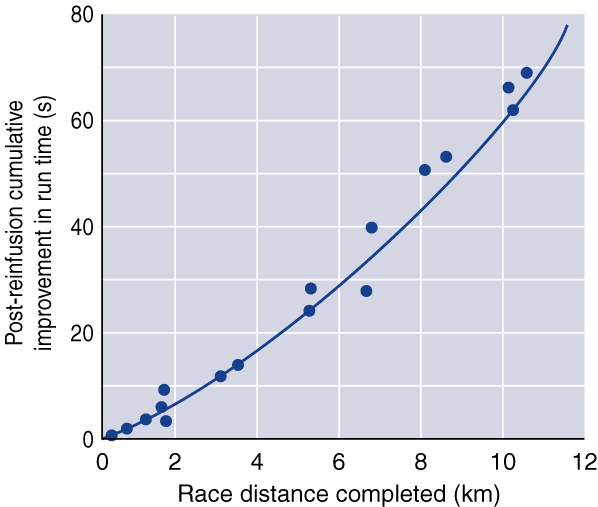 80
60
40
20
0
0 2 4 6 8 10 12
Post-reinfusion cumulative
improvement in run time (s)
Race distance completed (km)